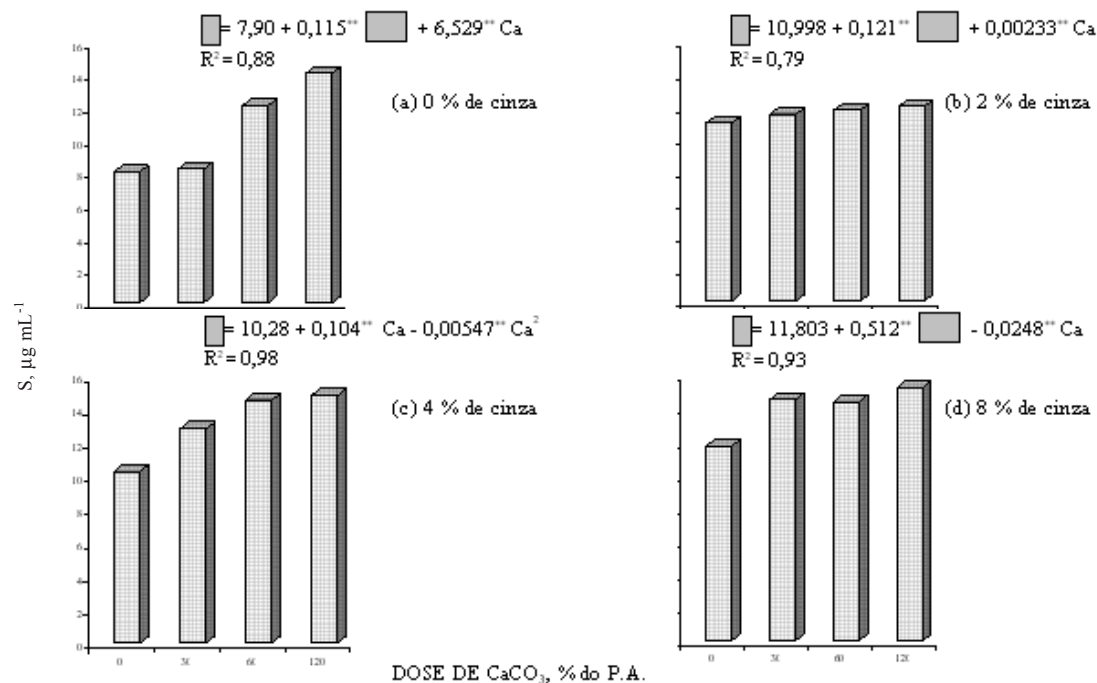 = 7,90 + 0,115** + 6,529** Ca
R² = 0,88
(a) 0 % de cinza
16
14
12
10
8
6
4
2
0
= 10,998 + 0,121** + 0,00233** Ca
R² = 0,79
(b) 2 % de cinza
S, µg mL⁻¹
= 10,28 + 0,104** Ca - 0,00547** Ca²
R² = 0,98
(c) 4 % de cinza
16
14
12
10
8
6
4
2
0
0 30 60 120
= 11,803 + 0,512** - 0,0248** Ca
R² = 0,93
(d) 8 % de cinza
0 30 60 120
DOSE DE CaCO₃, % do P.A.